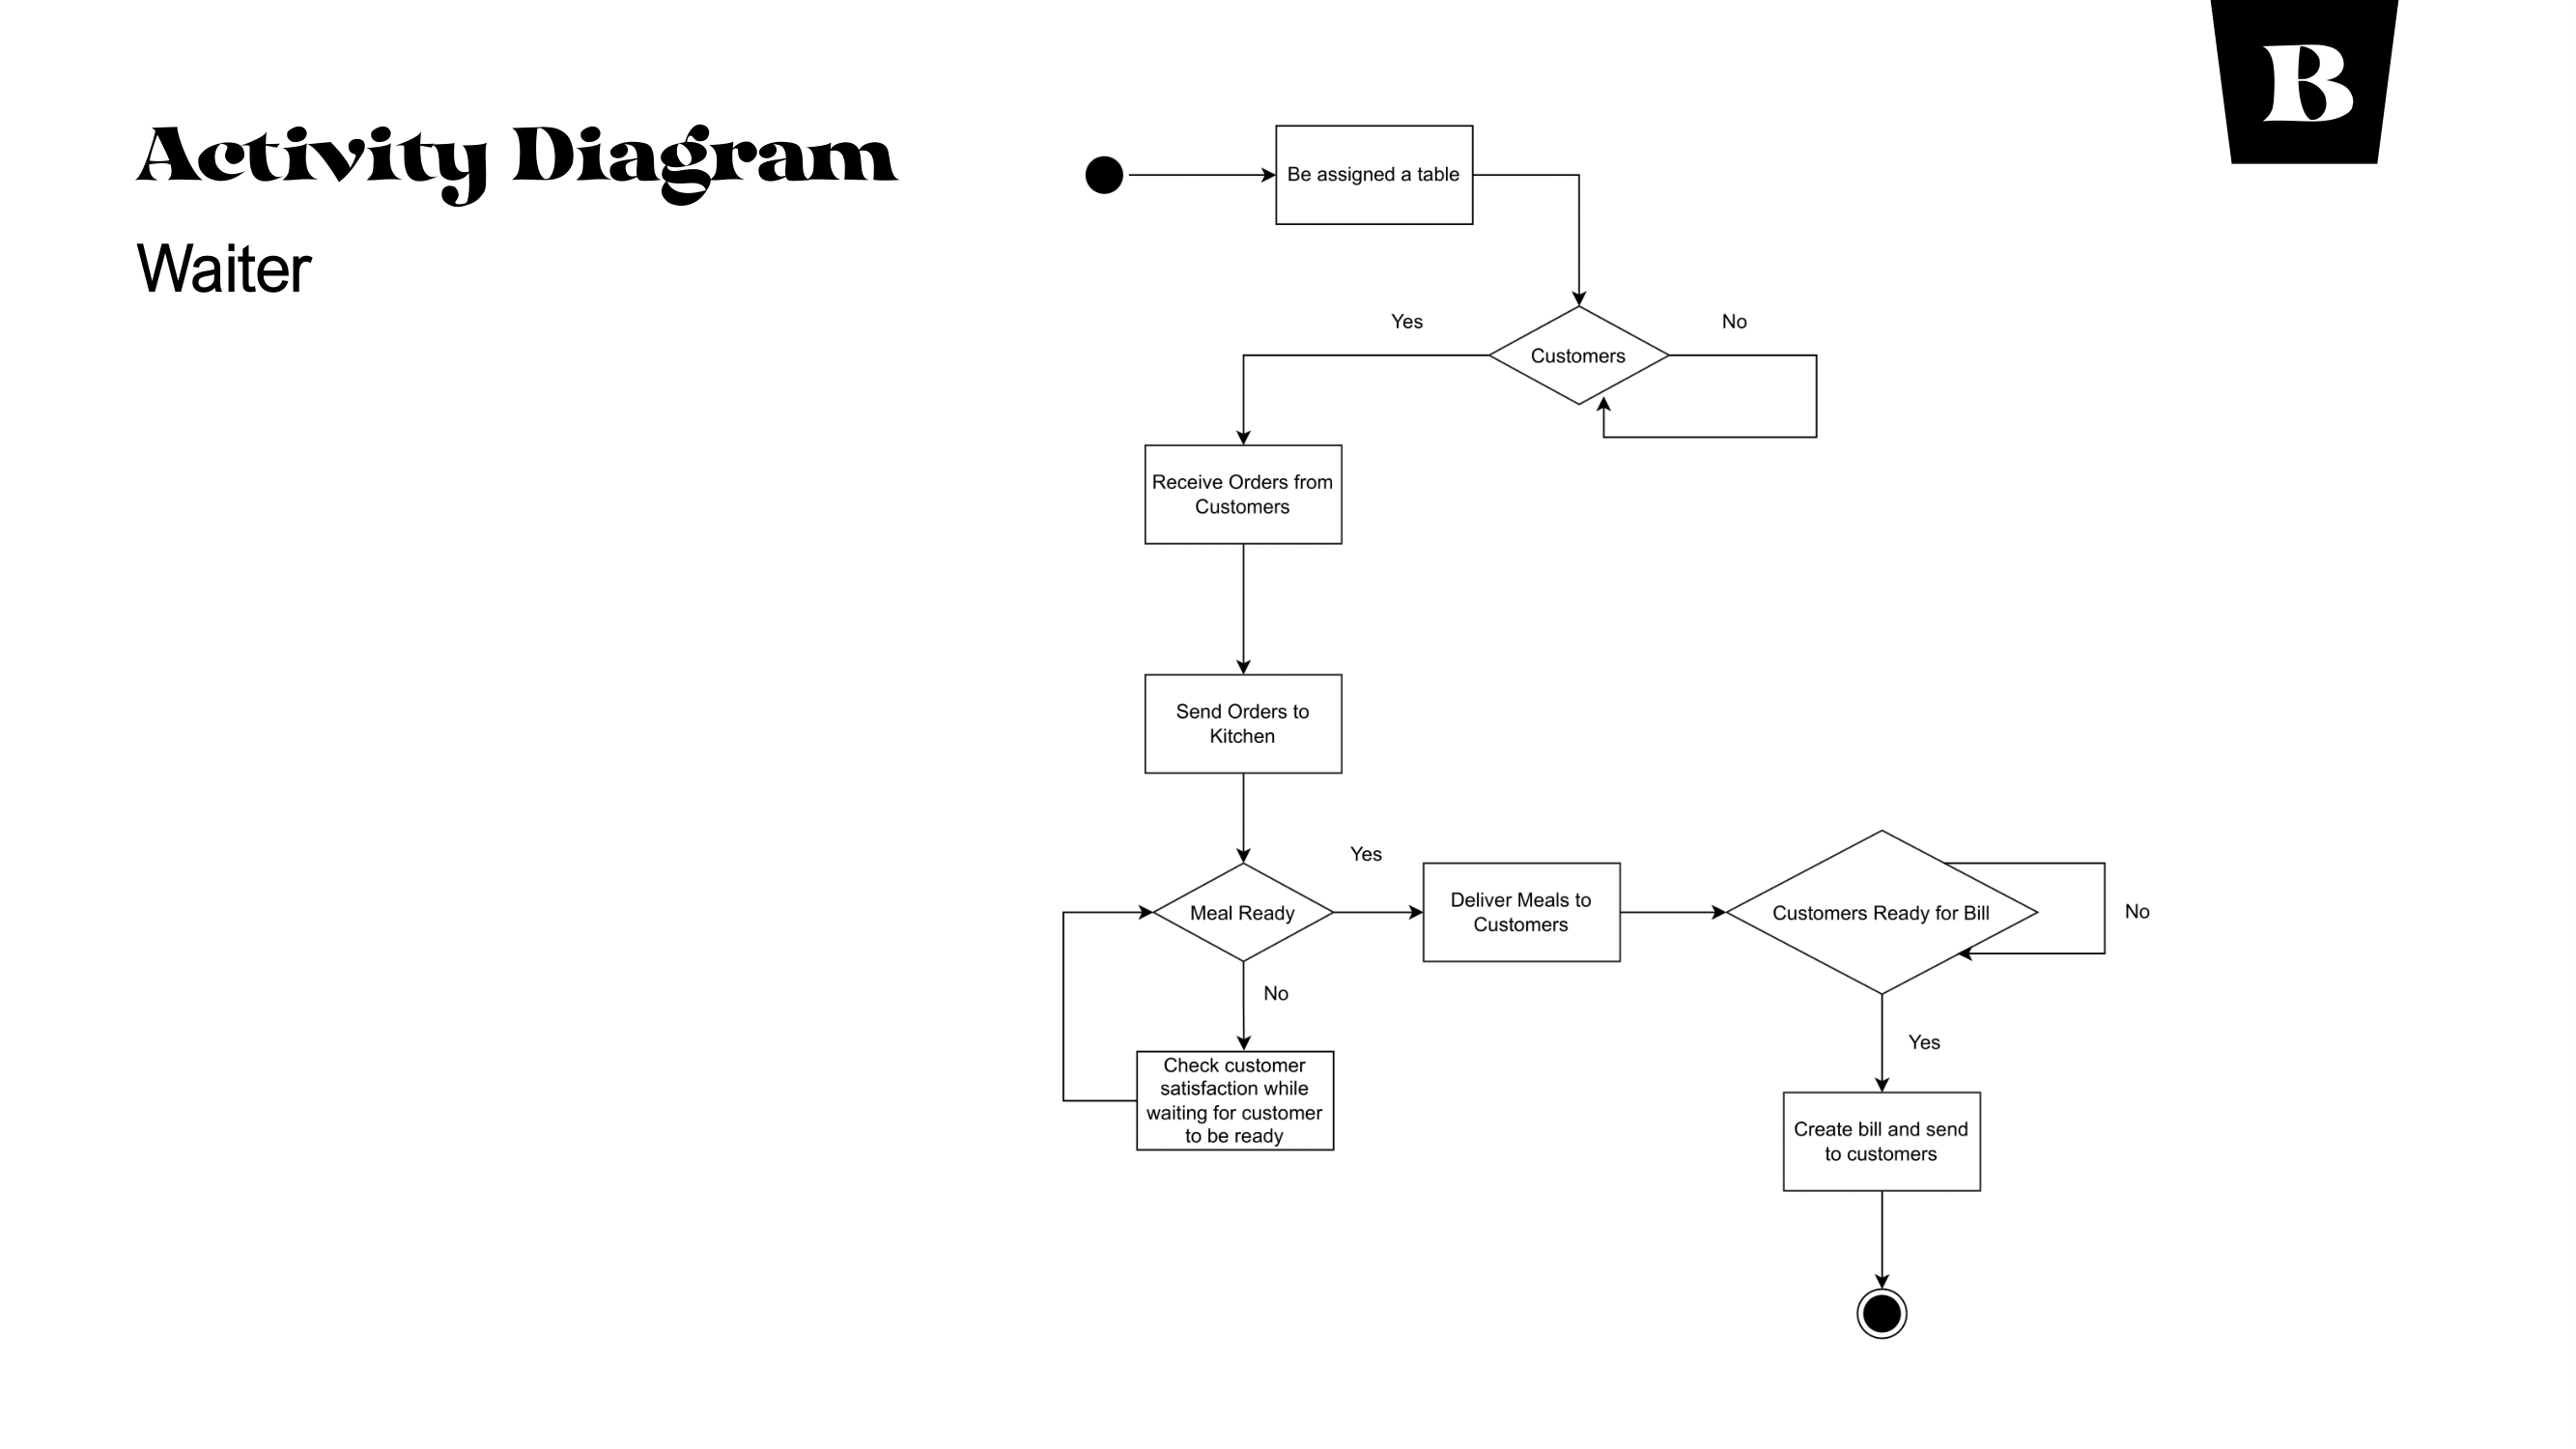 B
Activity Diagram
Waiter
Be assigned a table
Yes
No
Customers
Receive Orders from
Customers
Send Orders to
Kitchen
Yes
Meal Ready
Deliver Meals to
Customers
Customers Ready for Bill
No
No
Yes
Check customer
satisfaction while
waiting for customer
to be ready
Create bill and send
to customers